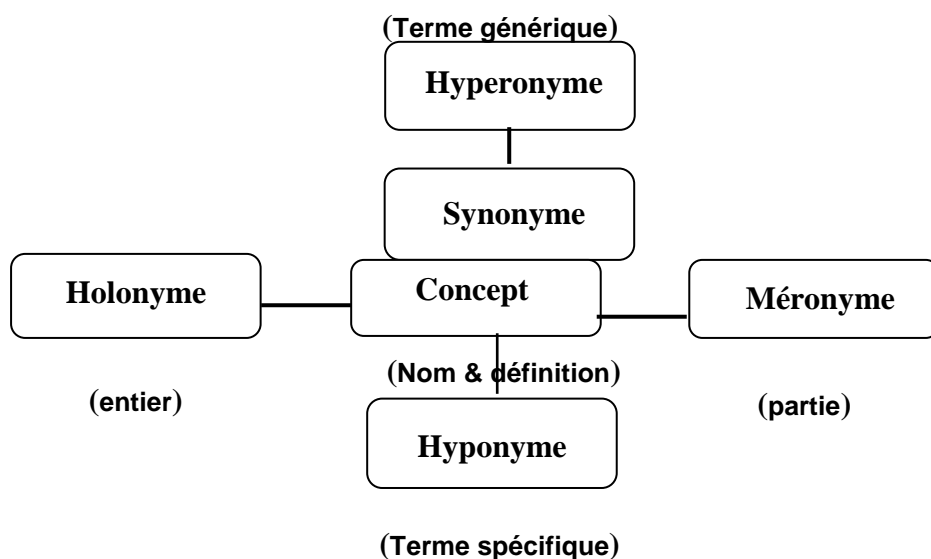 (Terme générique)
Hyperonyme
Synonyme
Holonyme
Concept
Méronyme
(Nom & définition)
(entier)
(partie)
Hyponyme
(Terme spécifique)